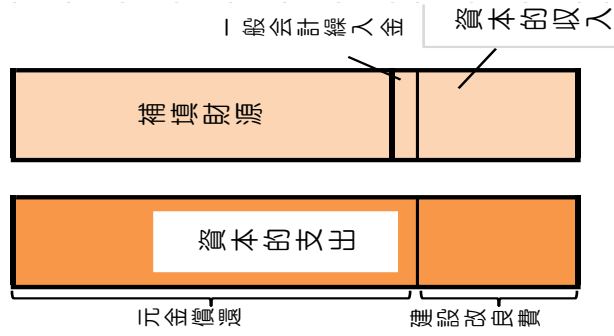 一般会計繰入金
資本的収入
補填財源
資本的支出
元金償還
建設改良費